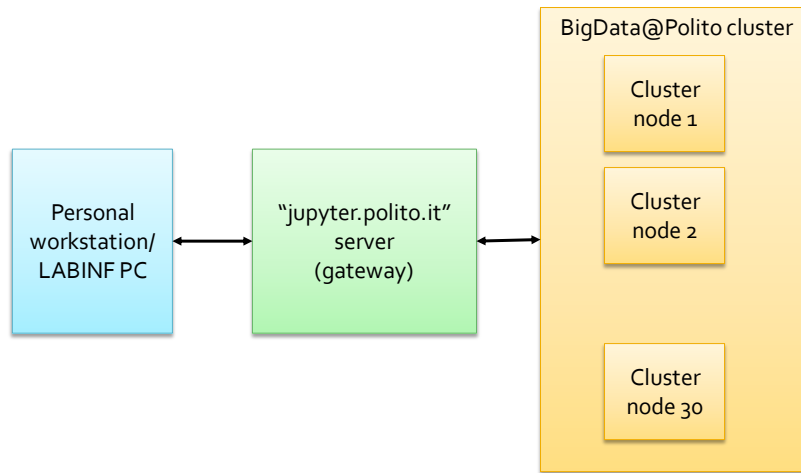 BigData@Polito cluster
Cluster
node 1
Personal
workstation/
LABINF PC
“jupyter.polito.it”
server
(gateway)
Cluster
node 2
Cluster
node 30